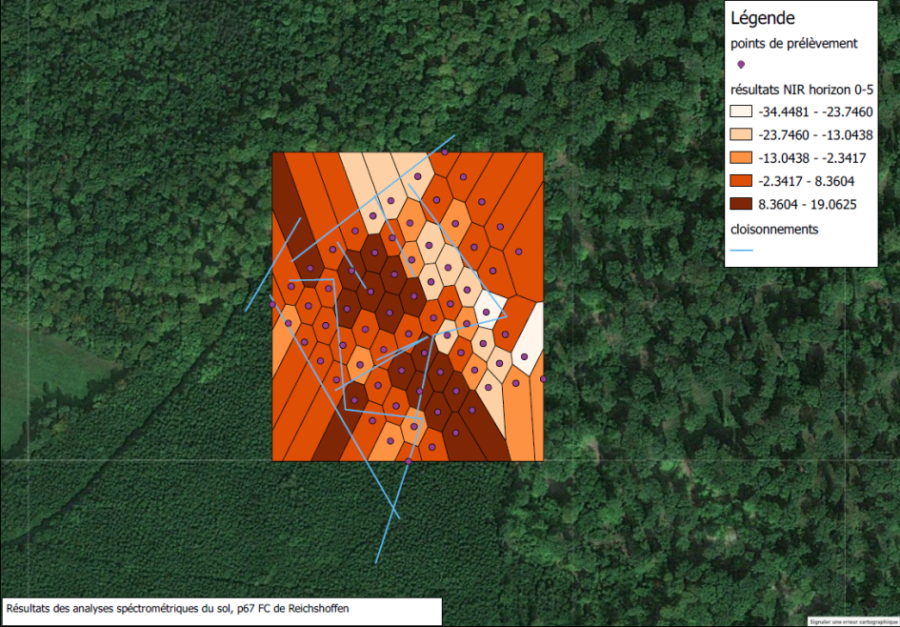 Légende
points de prélèvement
résultats NIR horizon 0-5
-34.4481 - -23.7460
-23.7460 - -13.0438
-13.0438 - -2.3417
-2.3417 - 8.3604
8.3604 - 19.0625
cloisonnements
Résultats des analyses spéctrométriques du sol, p67 FC de Reichshoffen
Signaler une erreur cartographique